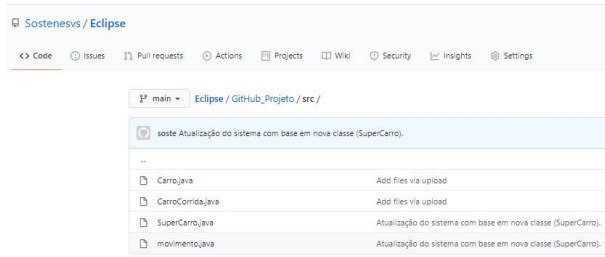 Sostenesvs / Eclipse
<> Code Issues Pull requests Actions Projects Wiki Security Insights Settings
main Eclipse / GitHub_Projeto / src /
soste Atualização do sistema com base em nova classe (SuperCarro).
..
Carro.java Add files via upload
CarroCorrida.java Add files via upload
SuperCarro.java Atualização do sistema com base em nova classe (SuperCarro).
movimento.java Atualização do sistema com base em nova classe (SuperCarro).